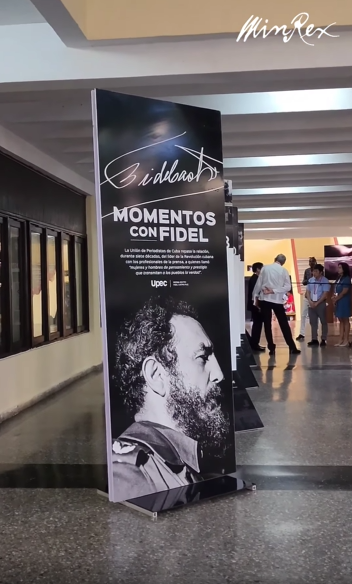 MinRex
Fidel Castro
MOMENTOS
CON FIDEL
La Unión de Periodistas de Cuba repasa la relación,
durante siete décadas, del líder de la Revolución cubana
con los profesionales de la prensa, a quienes llamó
"mujeres y hombres de pensamiento y prestigio
que cimentaban a los pueblos la verdad".
Upec